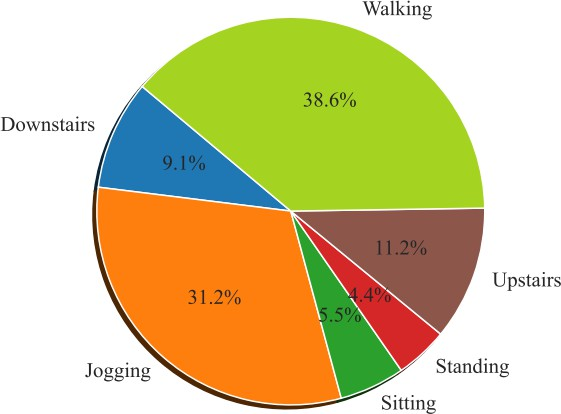 Walking
38.6%
Downstairs
9.1%
11.2%
Upstairs
31.2%
4.4%
5.5%
Jogging
Standing
Sitting